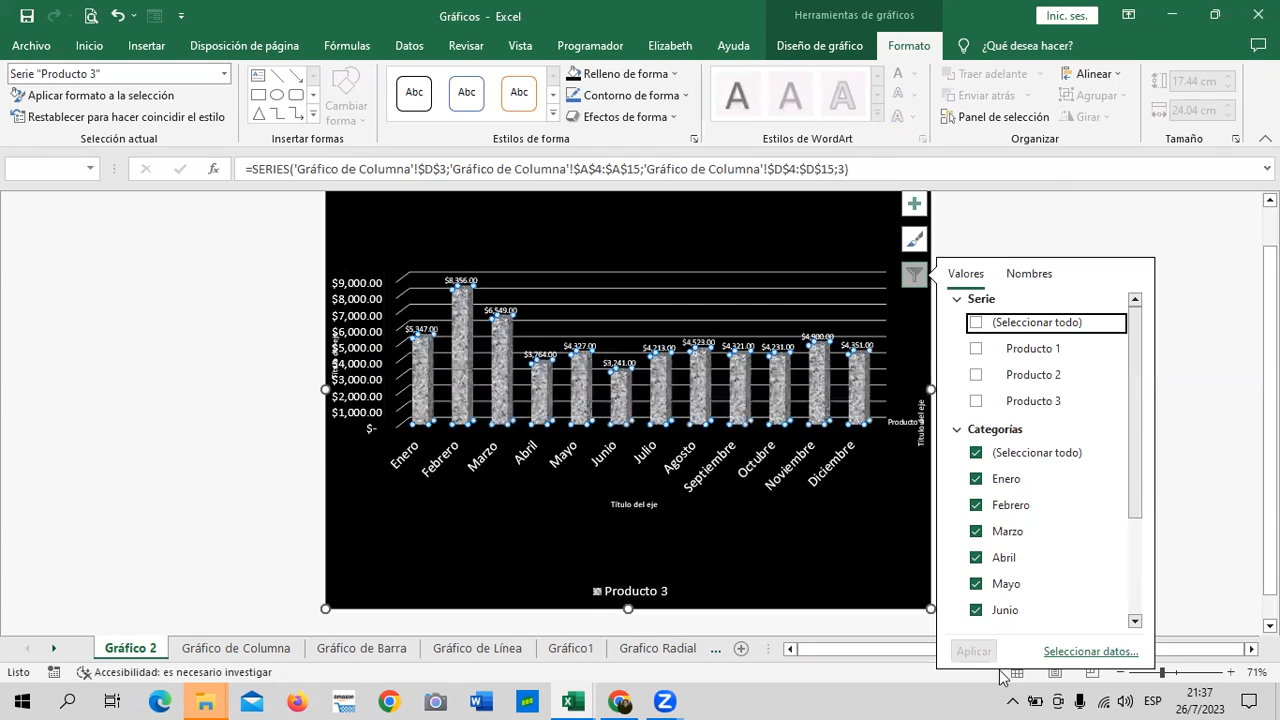 Gráficos - Excel
Herramientas de gráficos
Inic. ses.
Archivo
Inicio
Insertar
Disposición de página
Fórmulas
Datos
Revisar
Vista
Programador
Elizabeth
Ayuda
Diseño de gráfico
Formato
¿Qué desea hacer?
Serie "Producto 3"
Aplicar formato a la selección
Restablecer para hacer coincidir el estilo
Selección actual
Cambiar
forma
Insertar formas
Abc
Abc
Abc
Relleno de forma
Contorno de forma
Efectos de forma
Estilos de forma
A
A
A
A
A
A
Estilos de WordArt
Traer adelante
Enviar atrás
Panel de selección
Alinear
Agrupar
Girar
Organizar
17.44 cm
24.04 cm
Tamaño
fx
=SERIES('Gráfico de Columna'!$D$3;'Gráfico de Columna'!$A$4:$A$15;'Gráfico de Columna'!$D$4:$D$15;3)
$9,000.00
$8,000.00
$7,000.00
$6,000.00
$5,000.00
$4,000.00
$3,000.00
$2,000.00
$1,000.00
$-
$5,347.00
$8,356.00
$6,549.00
$3,764.00
$4,327.00
$3,241.00
$4,213.00
$4,523.00
$4,321.00
$4,231.00
$4,900.00
$4,351.00
Enero
Febrero
Marzo
Abril
Mayo
Junio
Julio
Agosto
Septiembre
Octubre
Noviembre
Diciembre
Producto
Título del eje
Título del eje
Producto 3
Valores
Nombres
Serie
(Seleccionar todo)
Producto 1
Producto 2
Producto 3
Categorías
(Seleccionar todo)
Enero
Febrero
Marzo
Abril
Mayo
Junio
Aplicar
Seleccionar datos...
Gráfico 2
Gráfico de Columna
Gráfico de Barra
Gráfico de Línea
Gráfico1
Grafico Radial
...
Listo
Accesibilidad: es necesario investigar
71%
amazon
ESP
21:37
26/7/2023